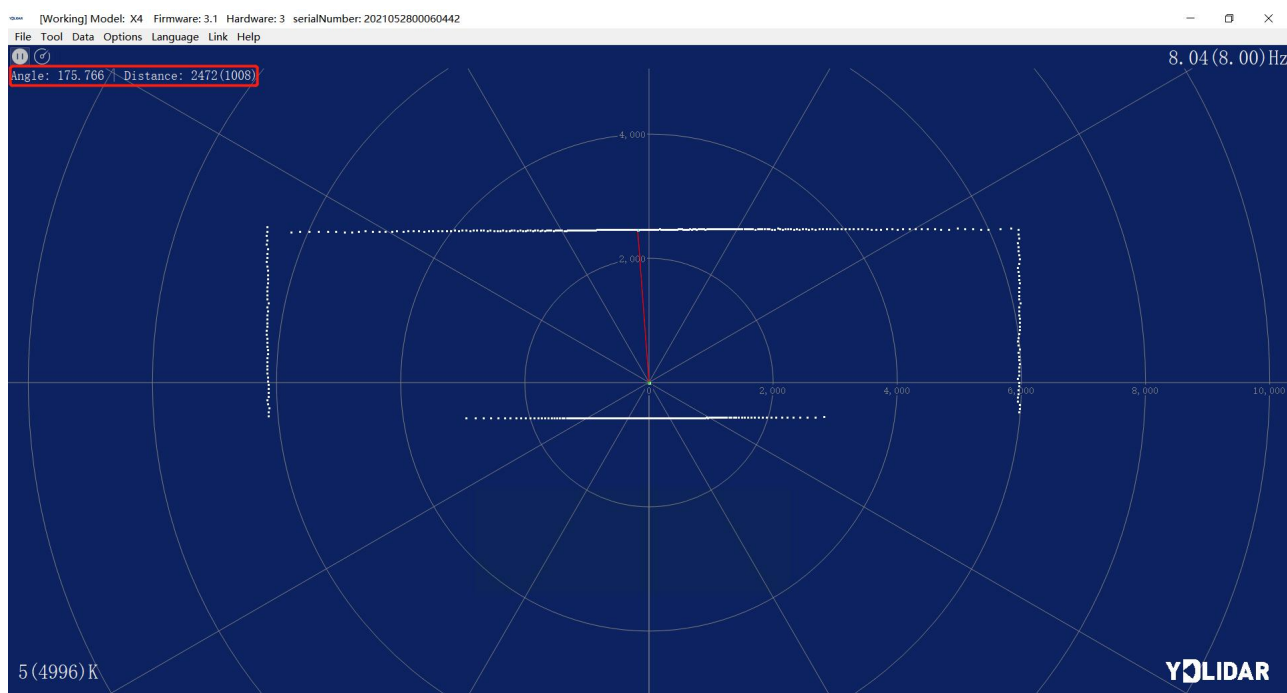 [Working] Model: X4 Firmware: 3.1 Hardware: 3 serialNumber: 2021052800060442
File Tool Data Options Language Link Help
8.04(8.00)Hz
Angle: 175.766 | Distance: 2472(1008)
4,000
2,000
0 2,000 4,000 6,000 8,000 10,000
5(4996)K
YDLIDAR